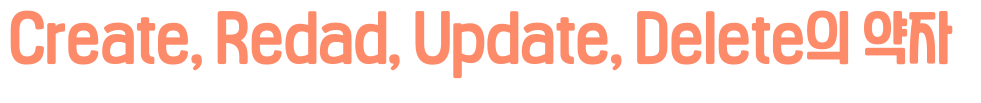 Create, Redad, Update, Delete의 약자